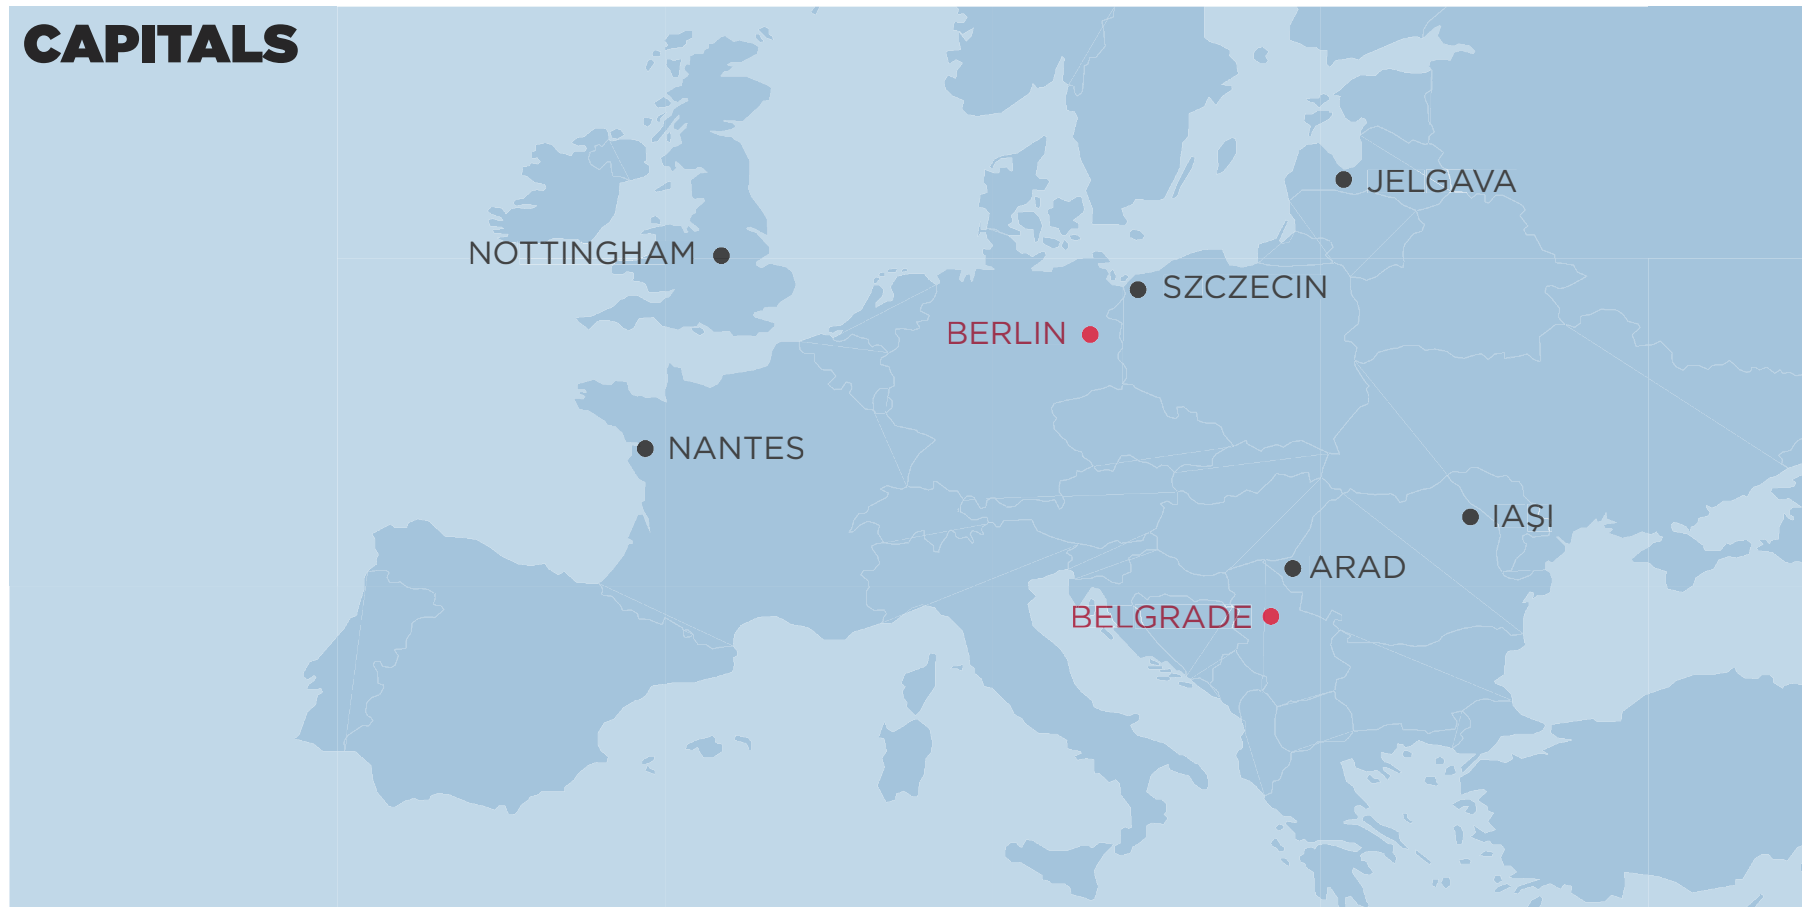 CAPITALS
JELGAVA
NOTTINGHAM
SZCZECIN
BERLIN
NANTES
IAŞI
ARAD
BELGRADE